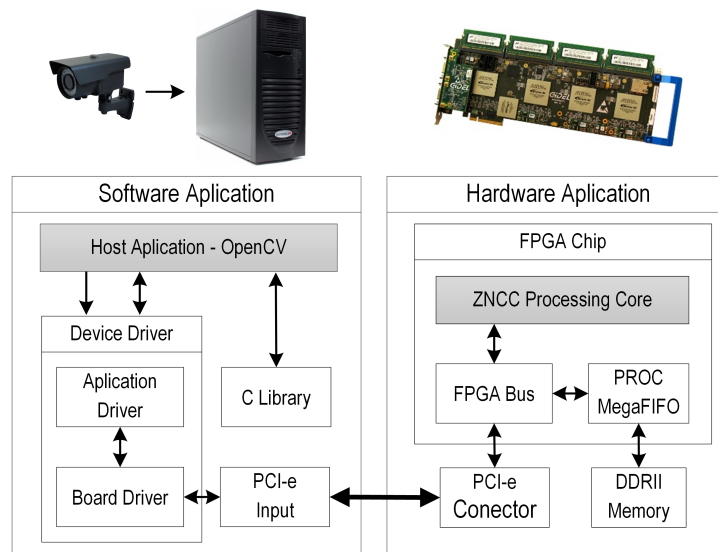 GiDEL
Software Aplication
Host Aplication - OpenCV
Device Driver
Aplication
Driver
C Library
Board Driver
PCI-e
Input
Hardware Aplication
FPGA Chip
ZNCC Processing Core
FPGA Bus
PROC
MegaFIFO
PCI-e
Conector
DDRII
Memory